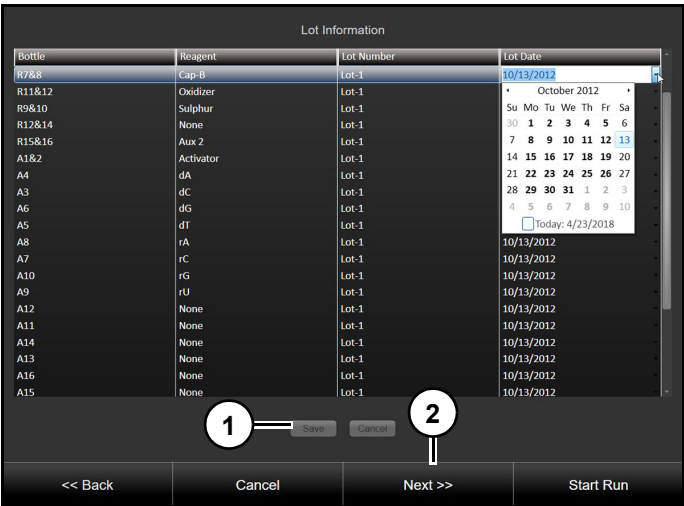 Lot Information
Bottle Reagent Lot Number Lot Date
R7&8 Cap-B Lot-1 10/13/2012
October 2012
Su Mo Tu We Th Fr Sa
30 1 2 3 4 5 6
7 8 9 10 11 12 13
14 15 16 17 18 19 20
21 22 23 24 25 26 27
28 29 30 31 1 2 3
4 5 6 7 8 9 10
Today: 4/23/2018
R11&12 Oxidizer Lot-1
R9&10 Sulphur Lot-1
R12&14 None Lot-1
R15&16 Aux 2 Lot-1
A1&2 Activator Lot-1
A4 dA Lot-1
A3 dC Lot-1
A6 dG Lot-1
A5 dT Lot-1
A8 rA Lot-1 10/13/2012
A7 rC Lot-1 10/13/2012
A10 rG Lot-1 10/13/2012
A9 rU Lot-1 10/13/2012
A12 None Lot-1 10/13/2012
A11 None Lot-1 10/13/2012
A14 None Lot-1 10/13/2012
A13 None Lot-1 10/13/2012
A16 None Lot-1 10/13/2012
A15 None Lot-1 10/13/2012
1 Save Cancel 2
<< Back Cancel Next >> Start Run